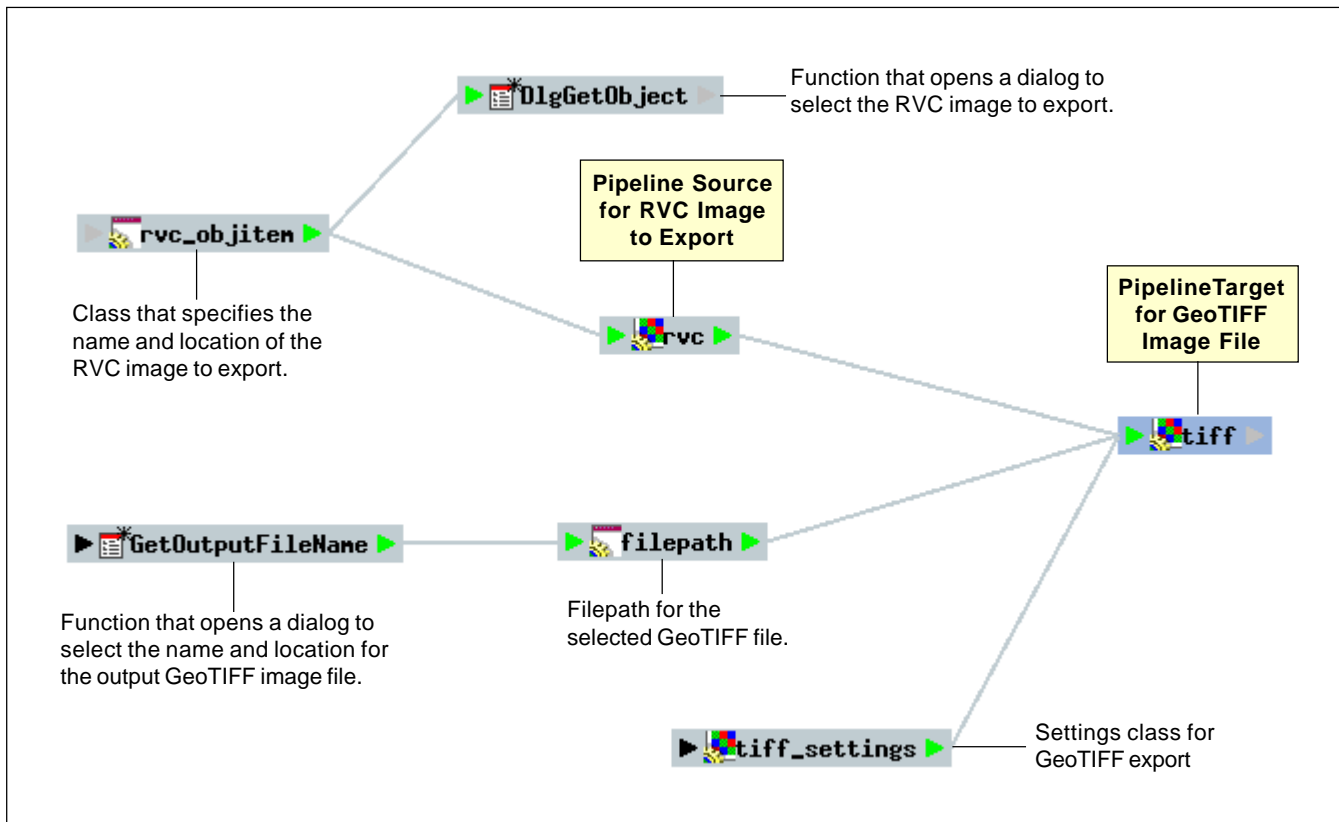 DlgGetObject
Function that opens a dialog to
select the RVC image to export.
Pipeline Source
for RVC Image
to Export
rvc_objitem
Class that specifies the
name and location of the
RVC image to export.
rvc
PipelineTarget
for GeoTIFF
Image File
tiff
GetOutputFileName
Function that opens a dialog to
select the name and location for
the output GeoTIFF image file.
filepath
Filepath for the
selected GeoTIFF file.
tiff_settings
Settings class for
GeoTIFF export